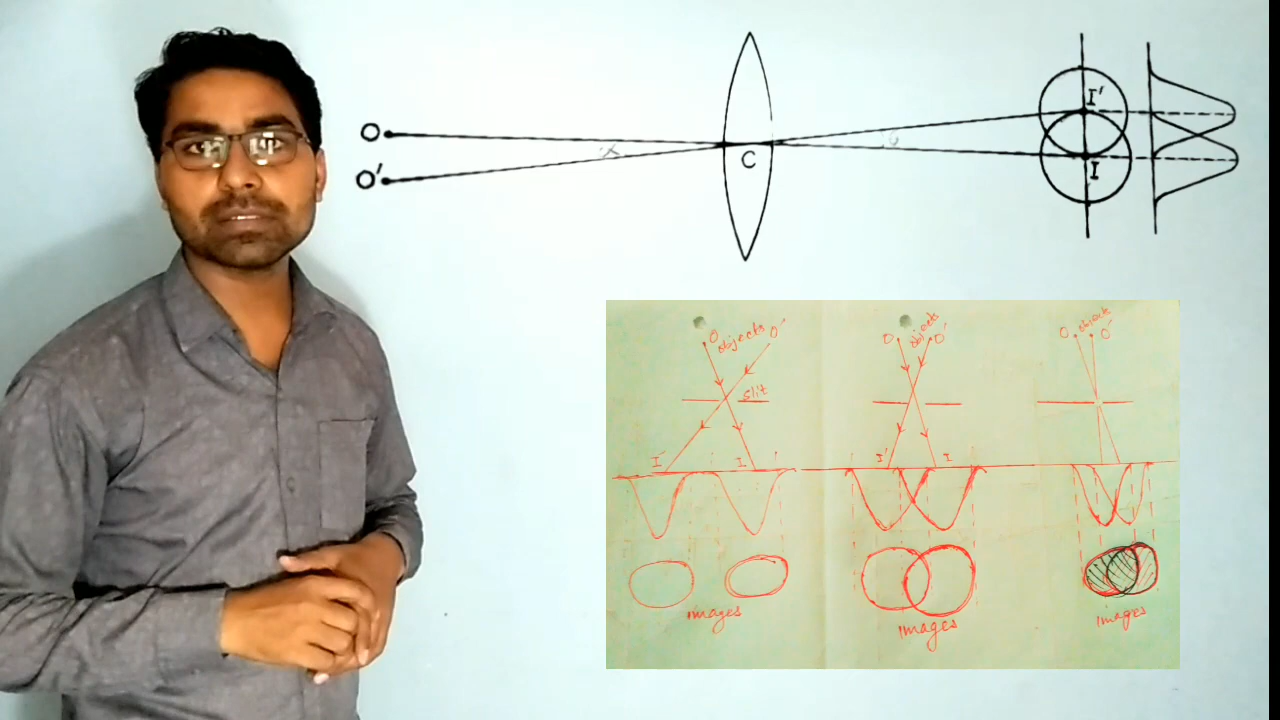 O
O'
C
I'
I
O objects O'
slit
I' I
images
O objects O'
I' I
images
O objects O'
images